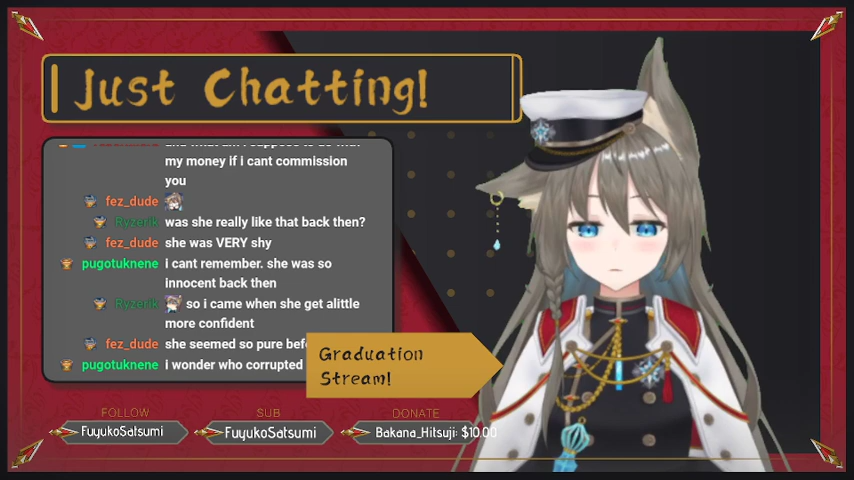 Just Chatting!
my money if i cant commission
you
fez_dude
Ryzerik was she really like that back then?
fez_dude she was VERY shy
pugotuknene i cant remember. she was so
innocent back then
Ryzerik so i came when she get alittle
more confident
fez_dude she seemed so pure
pugotuknene i wonder who corrupted
Graduation
Stream!
FOLLOW
FuyukoSatsumi
SUB
FuyukoSatsumi
DONATE
Bakana_Hitsuji: $10.00